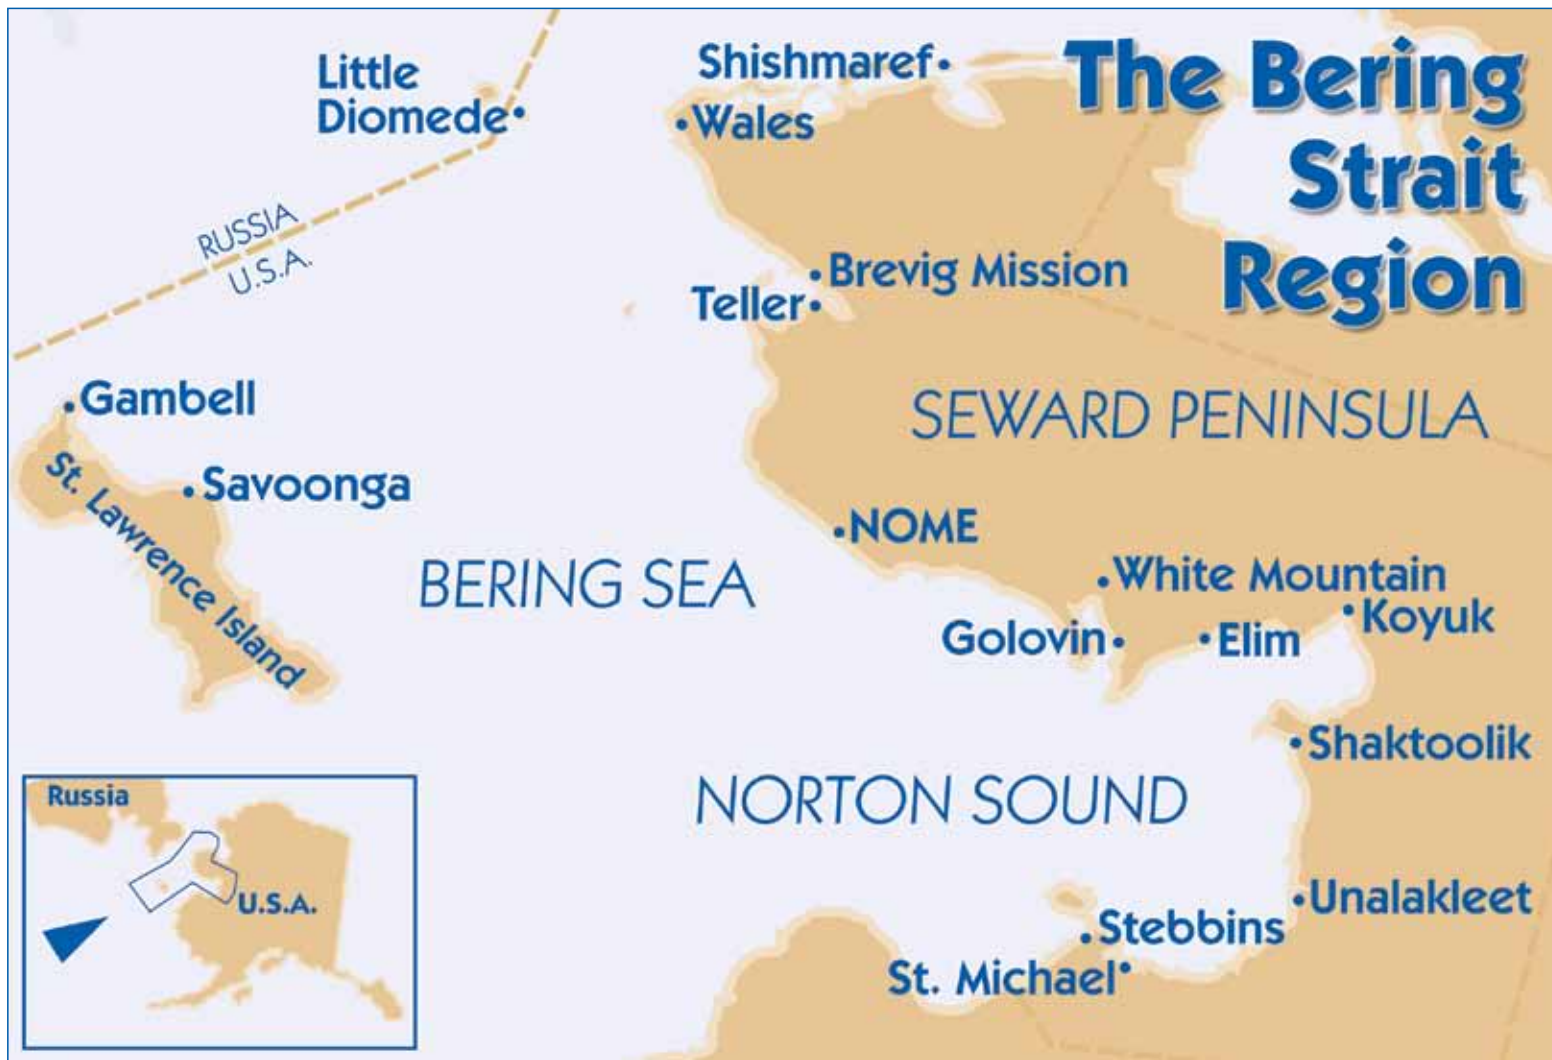 The Bering
Strait
Region
Little
Diomede
Shishmaref
Wales
RUSSIA
U.S.A.
Brevig Mission
Teller
Gambell
SEWARD PENINSULA
St. Lawrence Island
Savoonga
NOME
BERING SEA
White Mountain
Koyuk
Golovin
Elim
Shaktoolik
NORTON SOUND
Russia
U.S.A.
Unalakleet
Stebbins
St. Michael